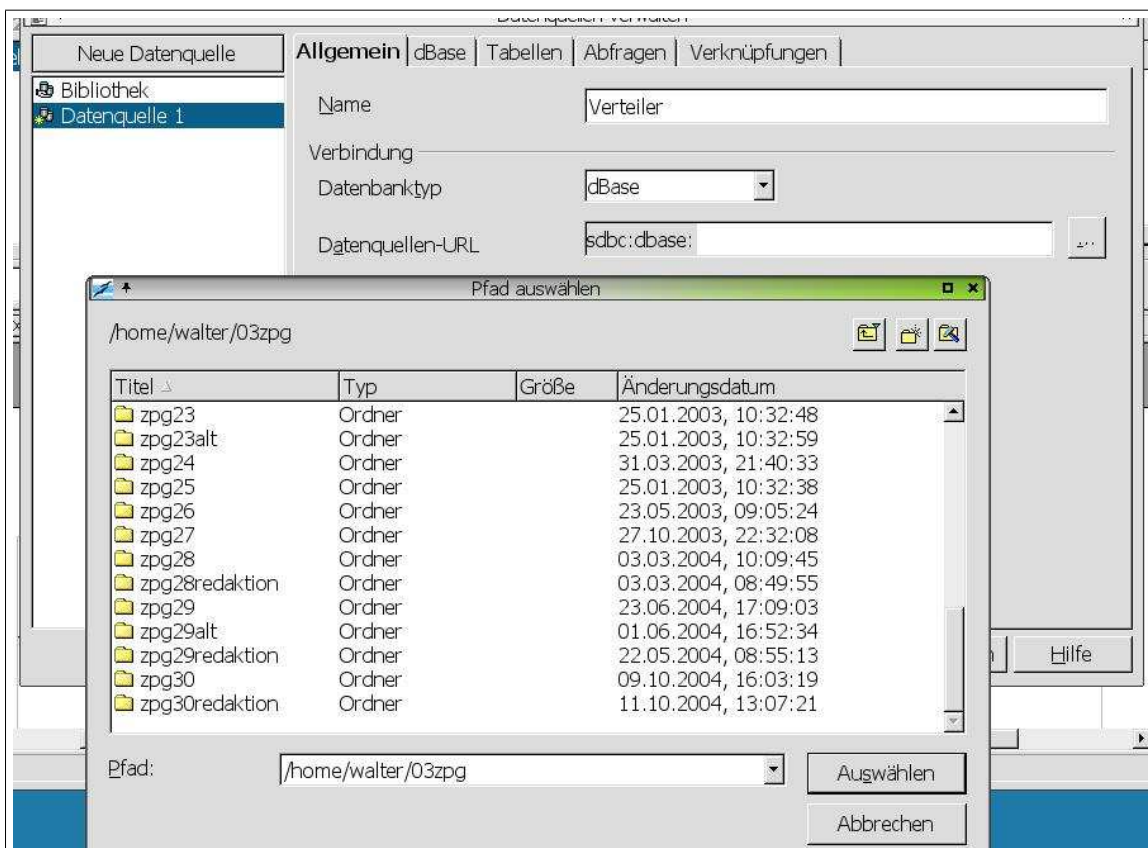 Datenquellen verwalten
Neue Datenquelle
Allgemein dBase Tabellen Abfragen Verknüpfungen
Bibliothek
Datenquelle 1
Name Verteiler
Verbindung
Datenbanktyp dBase
Datenquellen-URL sdbc:dbase: ...
Pfad auswählen
/home/walter/03zpg
Titel Typ Größe Änderungsdatum
zpg23 Ordner 25.01.2003, 10:32:48
zpg23alt Ordner 25.01.2003, 10:32:59
zpg24 Ordner 31.03.2003, 21:40:33
zpg25 Ordner 25.01.2003, 10:32:38
zpg26 Ordner 23.05.2003, 09:05:24
zpg27 Ordner 27.10.2003, 22:32:08
zpg28 Ordner 03.03.2004, 10:09:45
zpg28redaktion Ordner 03.03.2004, 08:49:55
zpg29 Ordner 23.06.2004, 17:09:03
zpg29alt Ordner 01.06.2004, 16:52:34
zpg29redaktion Ordner 22.05.2004, 08:55:13
zpg30 Ordner 09.10.2004, 16:03:19
zpg30redaktion Ordner 11.10.2004, 13:07:21
Hilfe
Pfad: /home/walter/03zpg
Auswählen
Abbrechen